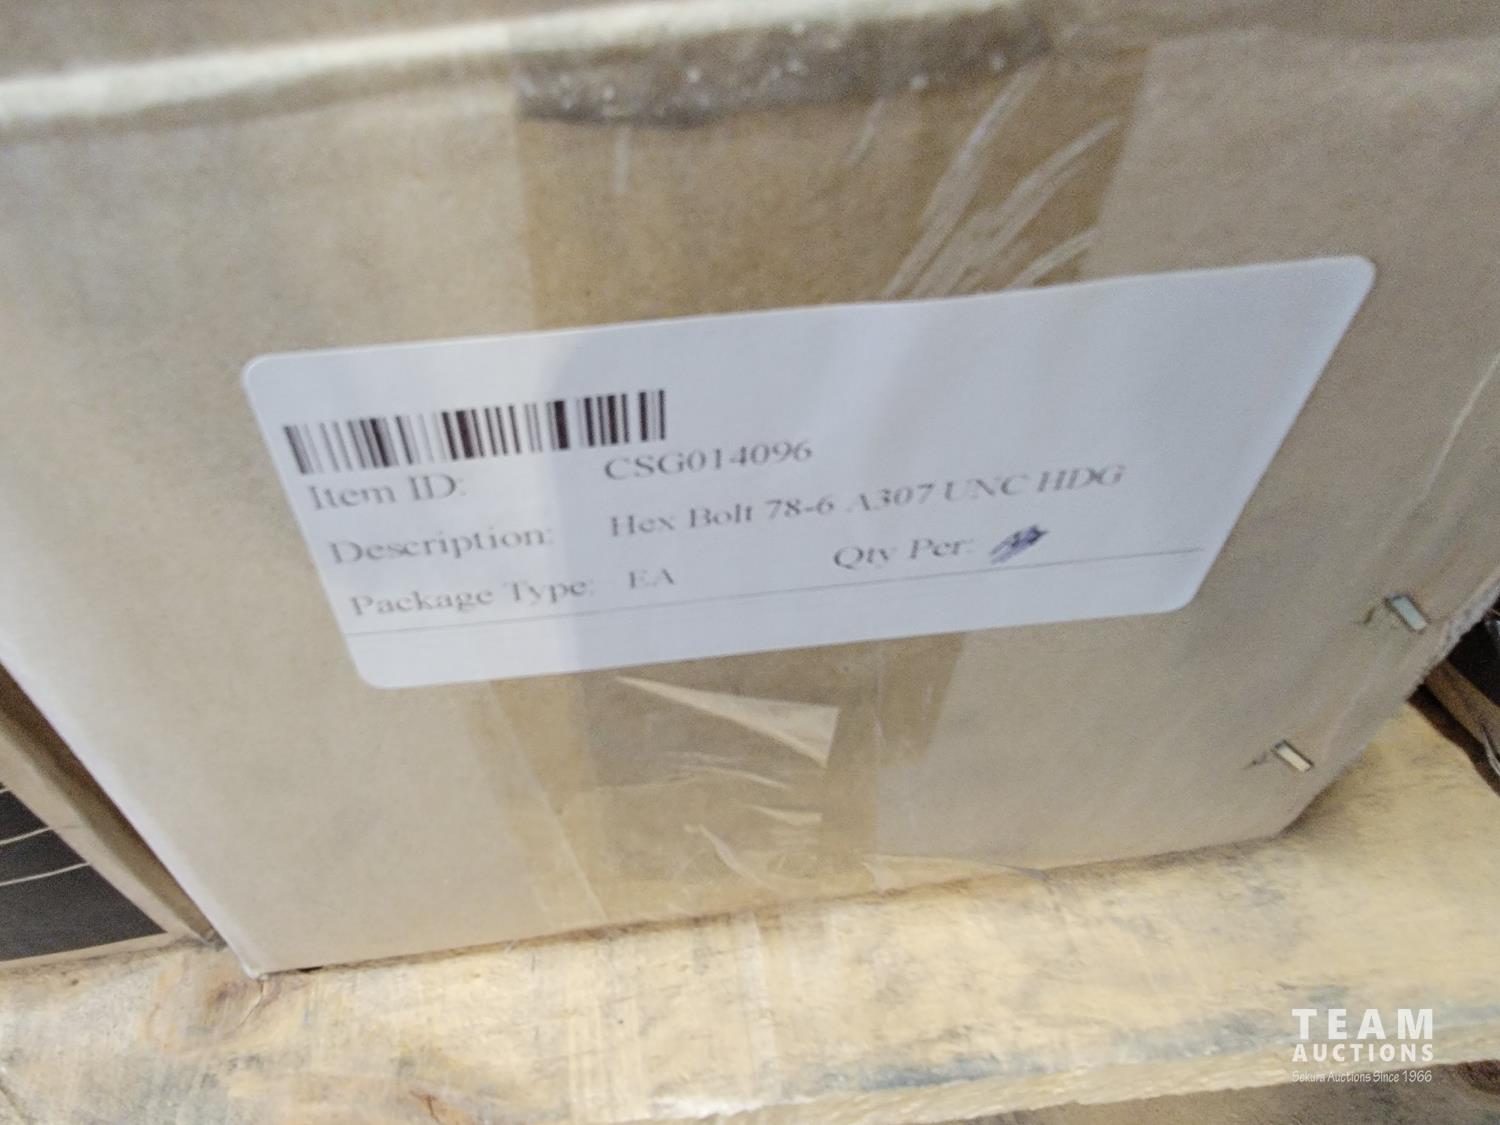 Item ID: CSG014096
Description: Hex Bolt 78-6 A307 UNC HDG
Package Type: EA Qty Per:
TEAM
AUCTIONS
Sekura Auctions Since 1966